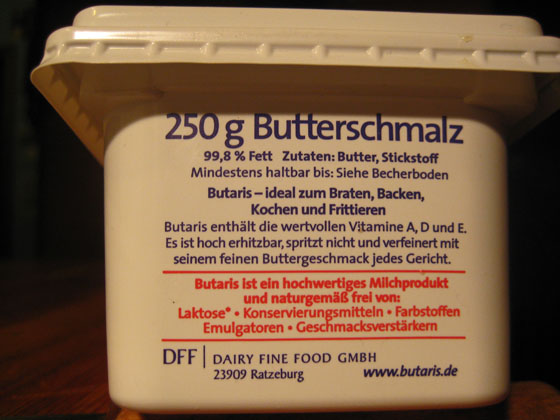 250 g Butterschmalz
99,8 % Fett Zutaten: Butter, Stickstoff
Mindestens haltbar bis: Siehe Becherboden
Butaris – ideal zum Braten, Backen,
Kochen und Frittieren
Butaris enthält die wertvollen Vitamine A, D und E.
Es ist hoch erhitzbar, spritzt nicht und verfeinert mit
seinem feinen Buttergeschmack jedes Gericht.
Butaris ist ein hochwertiges Milchprodukt
und naturgemäß frei von:
Laktose* • Konservierungsmitteln • Farbstoffen
Emulgatoren • Geschmacksverstärkern
DFF | DAIRY FINE FOOD GMBH
23909 Ratzeburg www.butaris.de